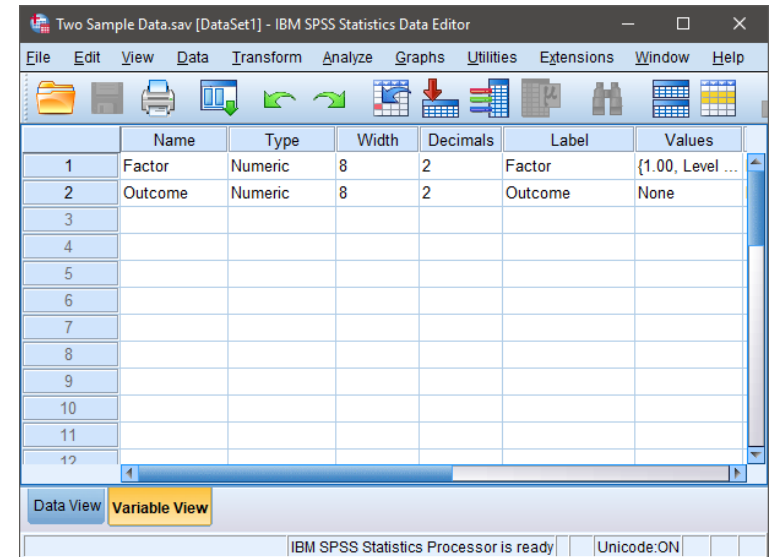 Two Sample Data.sav [DataSet1] - IBM SPSS Statistics Data Editor
File Edit View Data Transform Analyze Graphs Utilities Extensions Window Help
Name Type Width Decimals Label Values
1 Factor Numeric 8 2 Factor {1.00, Level ...
2 Outcome Numeric 8 2 Outcome None
3
4
5
6
7
8
9
10
11
12
Data View Variable View
IBM SPSS Statistics Processor is ready Unicode:ON